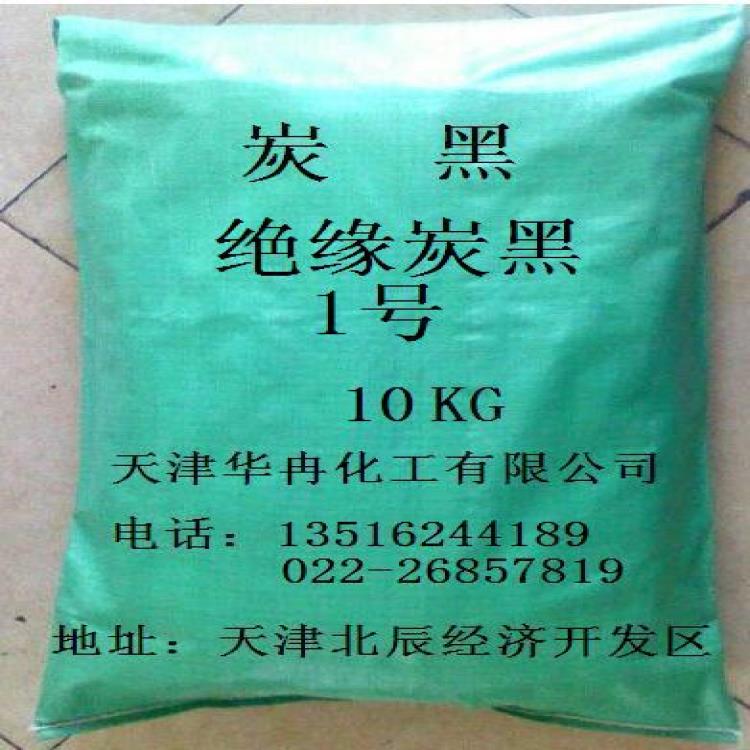 炭 黑
绝缘炭黑
1号
10 KG
天津华冉化工有限公司
电话： 13516244189
022-26857819
地址：天津北辰经济开发区